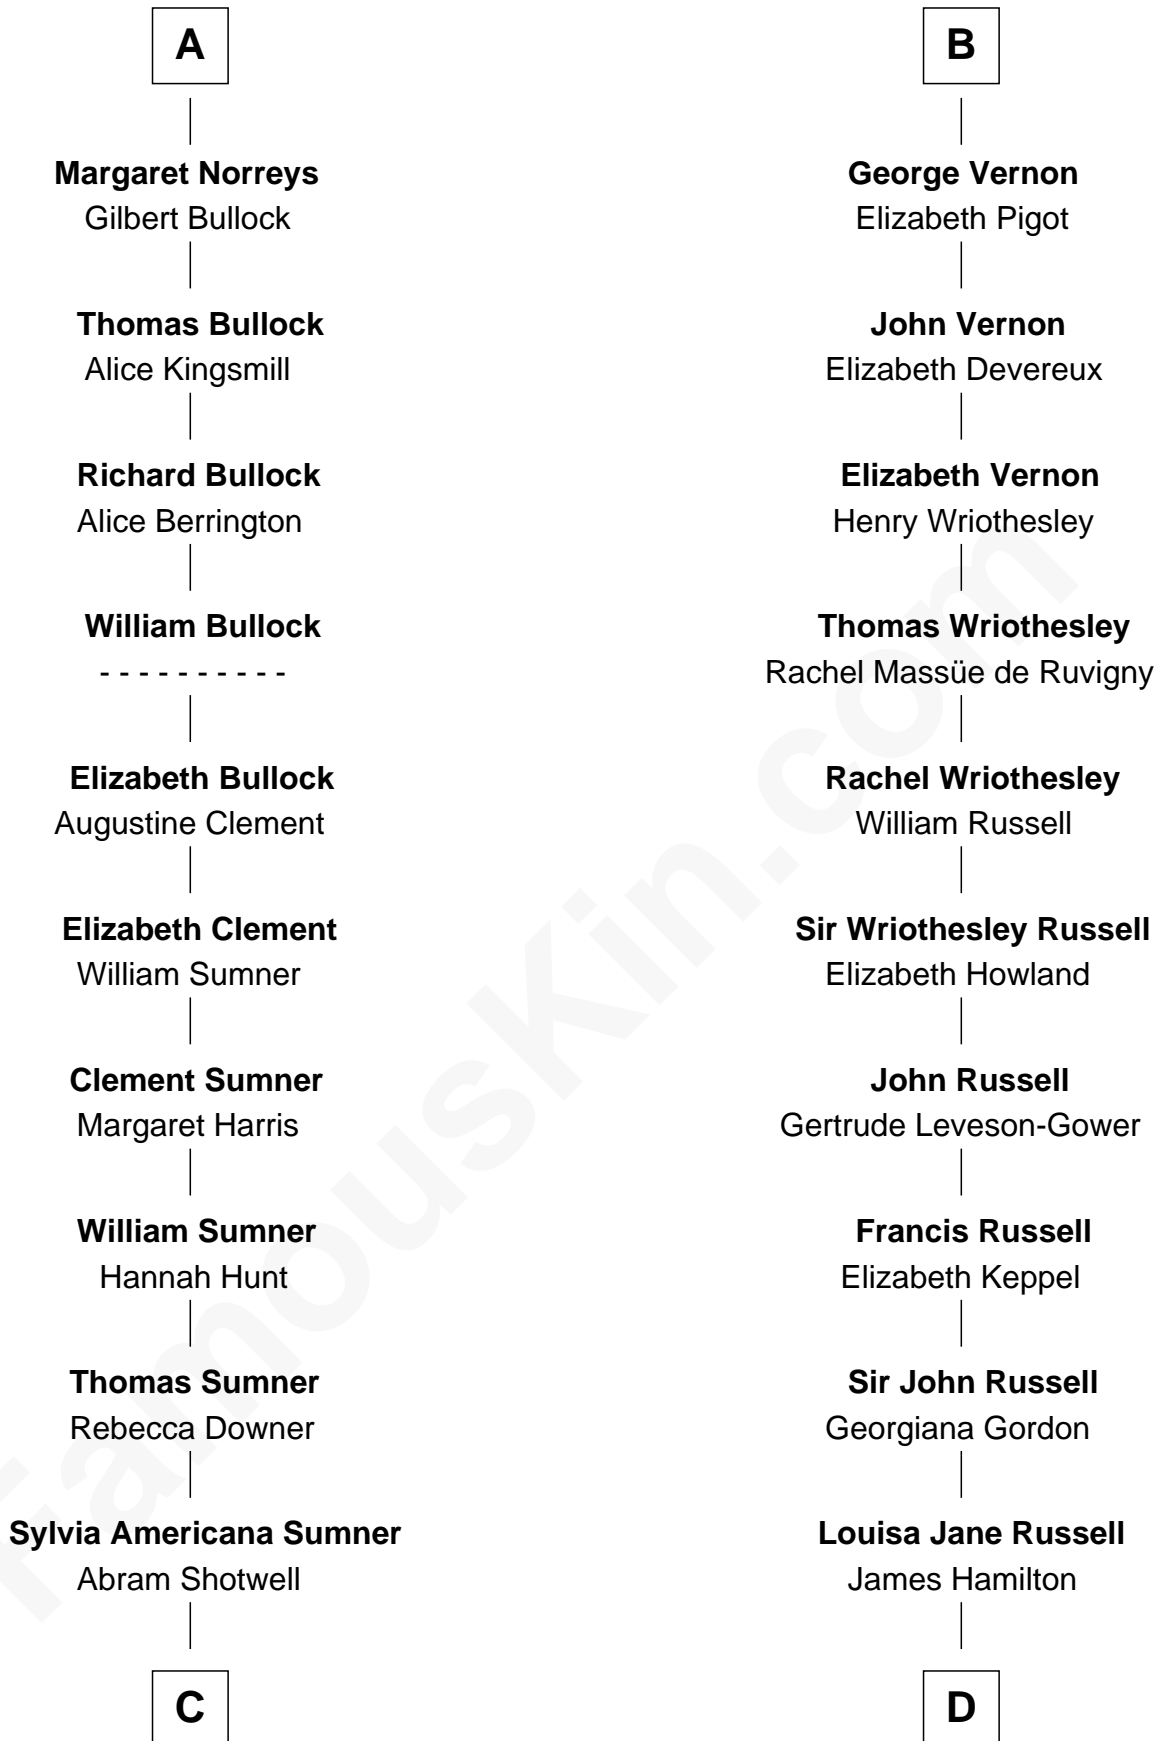 A
Margaret Norreys
Gilbert Bullock
Thomas Bullock
Alice Kingsmill
Richard Bullock
Alice Berrington
William Bullock
- - - - - - - - - -
Elizabeth Bullock
Augustine Clement
Elizabeth Clement
William Sumner
Clement Sumner
Margaret Harris
William Sumner
Hannah Hunt
Thomas Sumner
Rebecca Downer
Sylvia Americana Sumner
Abram Shotwell
C
B
George Vernon
Elizabeth Pigot
John Vernon
Elizabeth Devereux
Elizabeth Vernon
Henry Wriothesley
Thomas Wriothesley
Rachel Massüe de Ruvigny
Rachel Wriothesley
William Russell
Sir Wriothesley Russell
Elizabeth Howland
John Russell
Gertrude Leveson-Gower
Francis Russell
Elizabeth Keppel
Sir John Russell
Georgiana Gordon
Louisa Jane Russell
James Hamilton
D
FamousKin.com